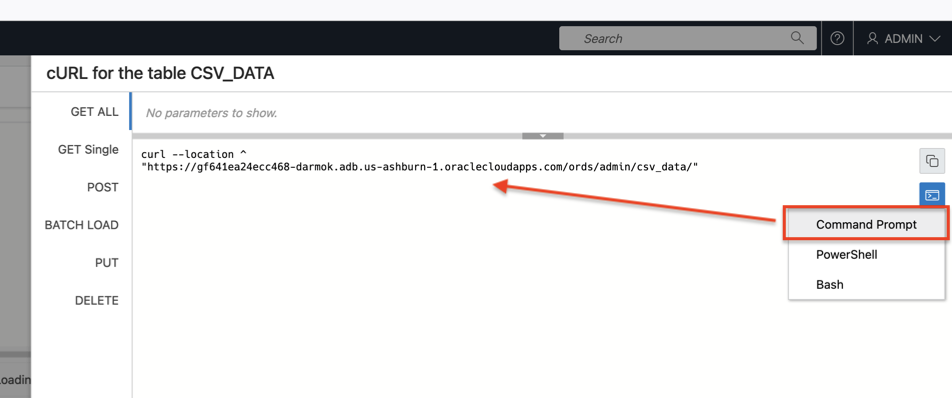 Search
ADMIN
cURL for the table CSV_DATA
GET ALL
No parameters to show.
GET Single
curl --location ^
"https://gf641ea24ecc468-darmok.adb.us-ashburn-1.oraclecloudapps.com/ords/admin/csv_data/"
POST
BATCH LOAD
Command Prompt
PUT
PowerShell
Bash
DELETE